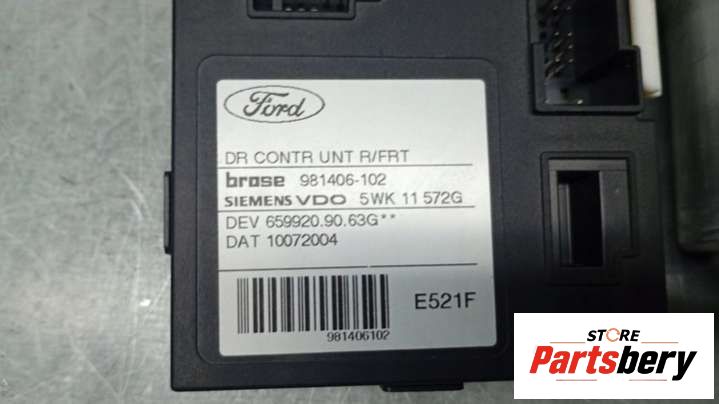 Ford
DR CONTR UNT R/FRT
brose 981406-102
SIEMENS VDO 5WK 11 572G
DEV 659920.90.63G**
DAT 10072004
E521F
981406102
STORE
Partsbery